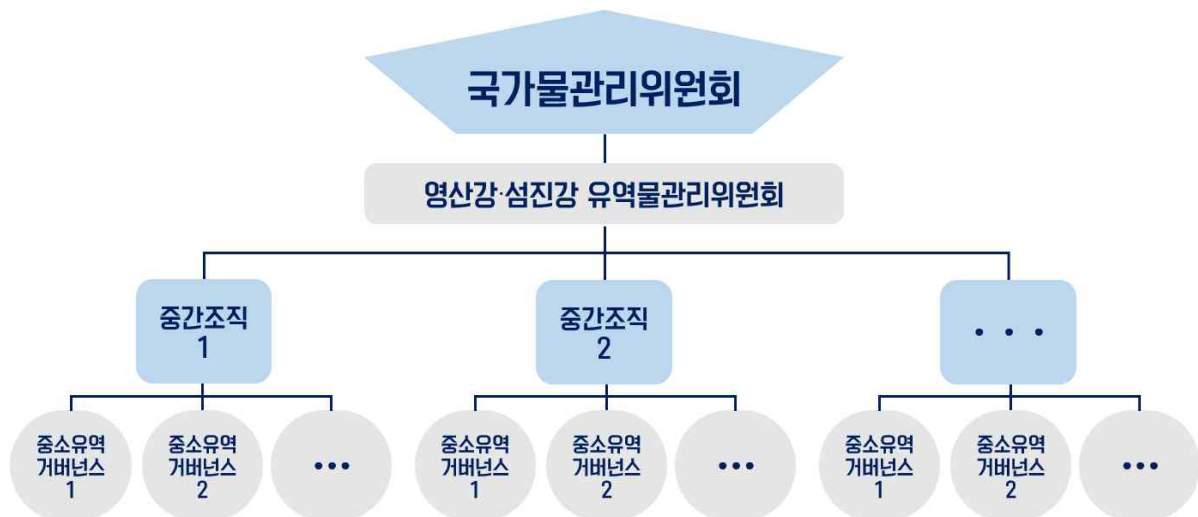 국가물관리위원회
영산강·섬진강 유역물관리위원회
중간조직
1
중간조직
2
• • •
중소유역
거버넌스
1
중소유역
거버넌스
2
•••
중소유역
거버넌스
1
중소유역
거버넌스
2
•••
중소유역
거버넌스
1
중소유역
거버넌스
2
•••